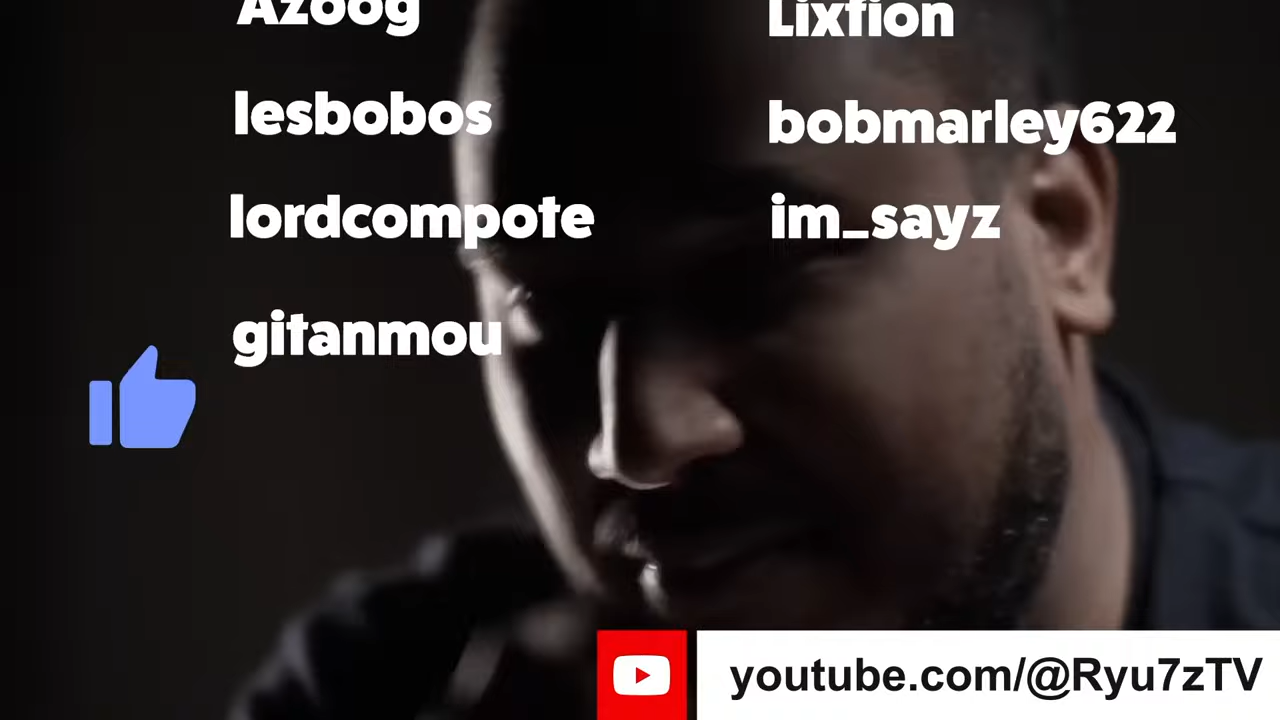 Azoog
lesbobos
lordcompote
gitanmou
Lixfion
bobmarley622
im_sayz
youtube.com/@Ryu7zTV